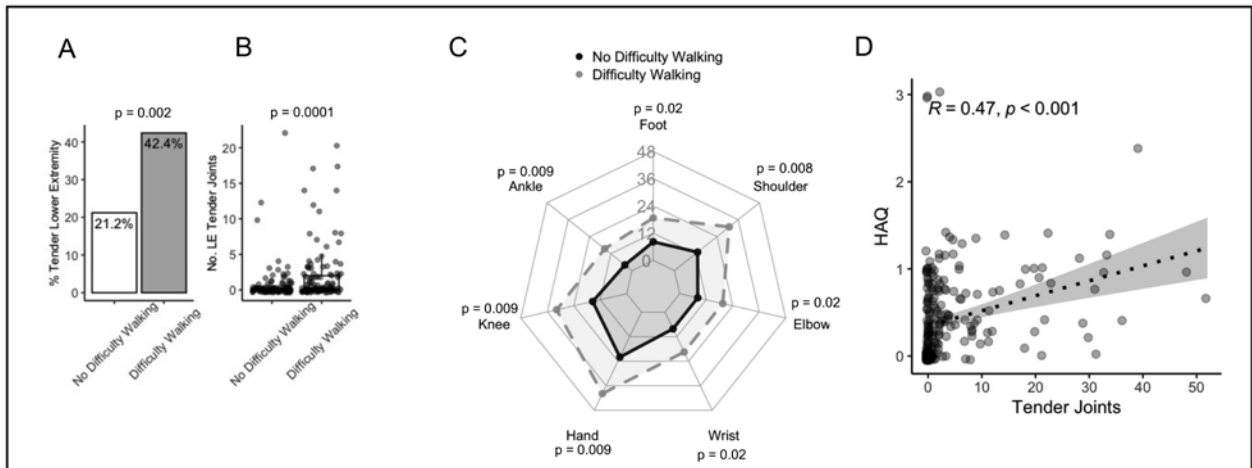 A
p = 0.002
% Tender Lower Extremity
40
30
20
10
0
21.2%
42.4%
No Difficulty Walking
Difficulty Walking
B
p = 0.0001
No. LE Tender Joints
20
15
10
5
0
No Difficulty Walking
Difficulty Walking
C
No Difficulty Walking
Difficulty Walking
p = 0.02
Foot
48
36
24
12
0
p = 0.008
Shoulder
p = 0.02
Elbow
Wrist
p = 0.02
Hand
p = 0.009
p = 0.009
Knee
p = 0.009
Ankle
D
R = 0.47, p < 0.001
HAQ
3
2
1
0
0
10
20
30
40
50
Tender Joints